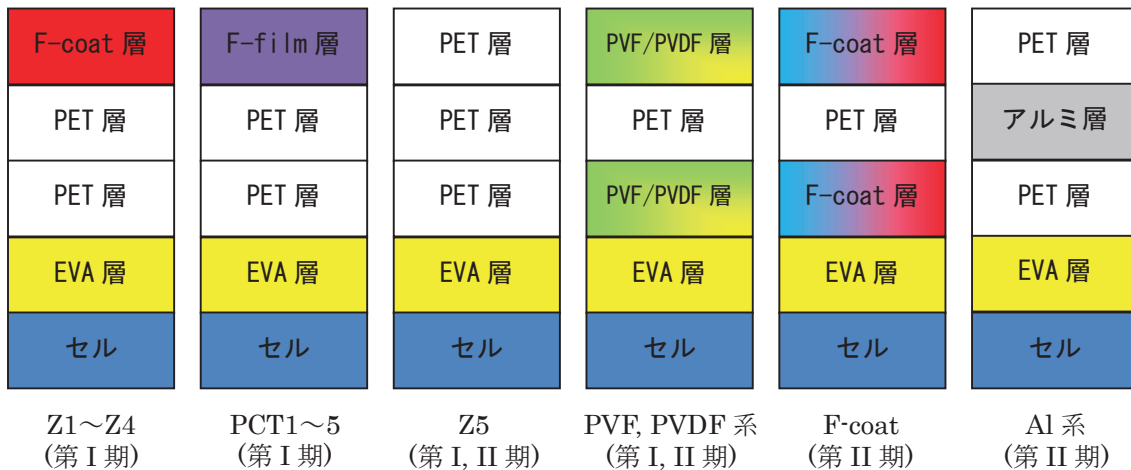 F-coat 層
F-film 層
PET 層
PVF/PVDF 層
F-coat 層
PET 層
PET 層
PET 層
PET 層
PET 層
PET 層
アルミ層
PET 層
PET 層
PET 層
PVF/PVDF 層
F-coat 層
PET 層
EVA 層
EVA 層
EVA 層
EVA 層
EVA 層
EVA 層
セル
セル
セル
セル
セル
セル
Z1～Z4
(第 I 期)
PCT1～5
(第 I 期)
Z5
(第 I, II 期)
PVF, PVDF 系
(第 I, II 期)
F-coat
(第 II 期)
Al 系
(第 II 期)